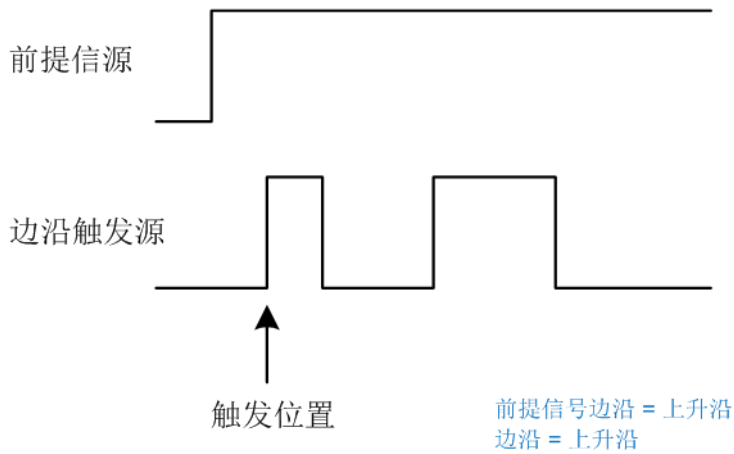 前提信源
边沿触发源
触发位置
前提信号边沿 = 上升沿
边沿 = 上升沿